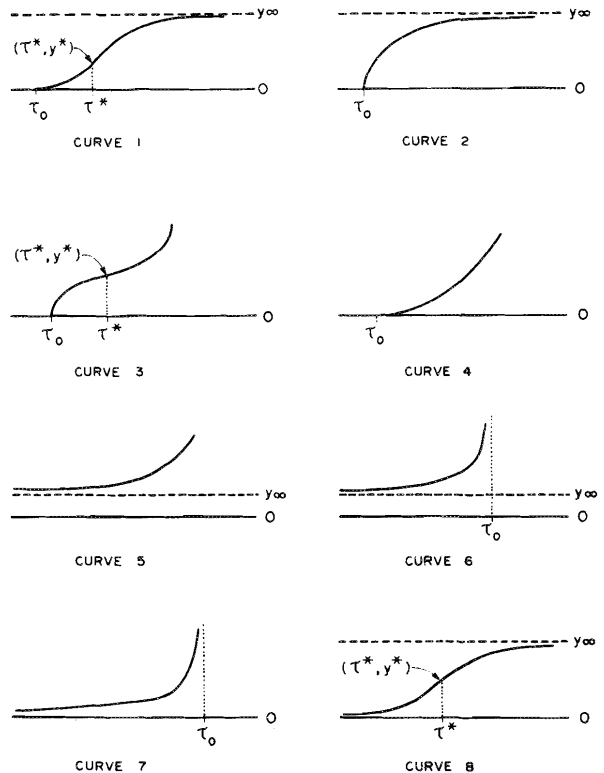 y∞
(τ*, y*)
0
τ₀ τ*
CURVE 1
y∞
0
τ₀
CURVE 2
(τ*, y*)
0
τ₀ τ*
CURVE 3
0
τ₀
CURVE 4
y∞
0
CURVE 5
y∞
0
τ₀
CURVE 6
0
τ₀
CURVE 7
y∞
(τ*, y*)
0
τ*
CURVE 8